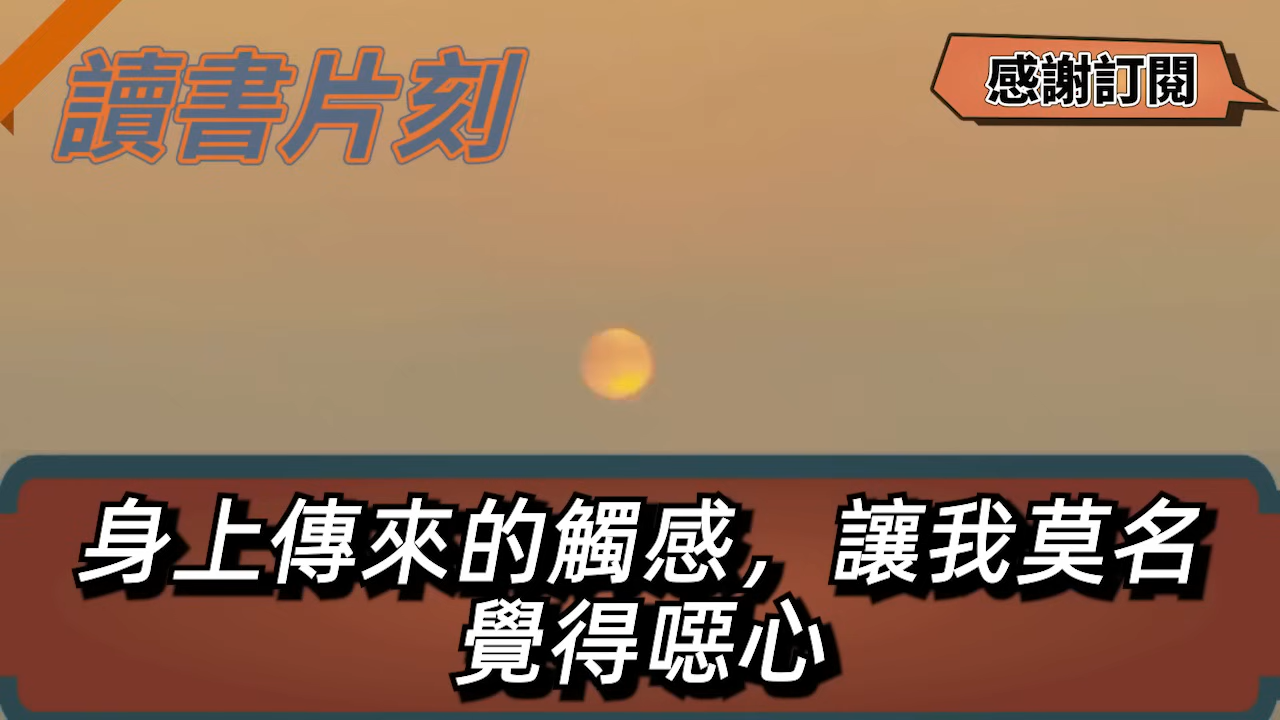 讀書片刻
感謝訂閱
身上傳來的觸感，讓我莫名
覺得噁心